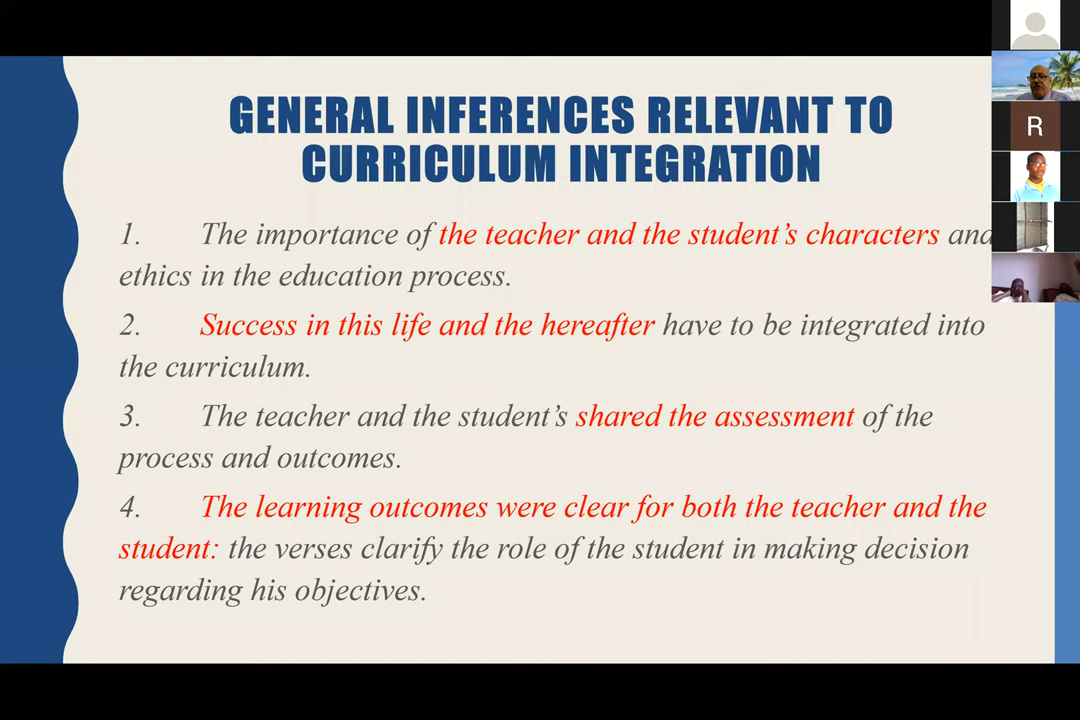 GENERAL INFERENCES RELEVANT TO
CURRICULUM INTEGRATION
1. The importance of the teacher and the student's characters and
ethics in the education process.
2. Success in this life and the hereafter have to be integrated into
the curriculum.
3. The teacher and the student's shared the assessment of the
process and outcomes.
4. The learning outcomes were clear for both the teacher and the
student: the verses clarify the role of the student in making decision
regarding his objectives.
R